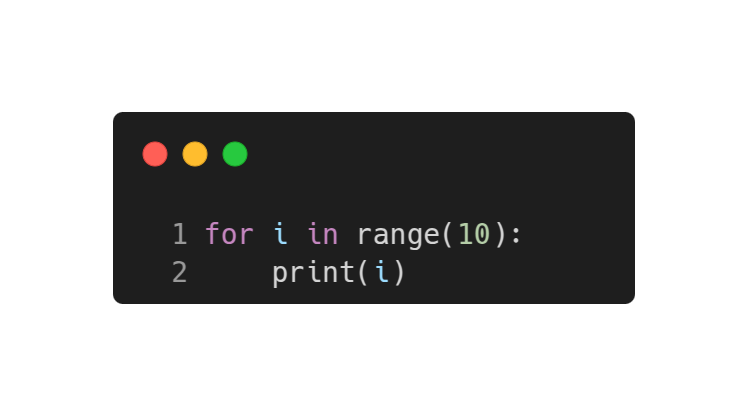 1 for i in range(10):
2     print(i)